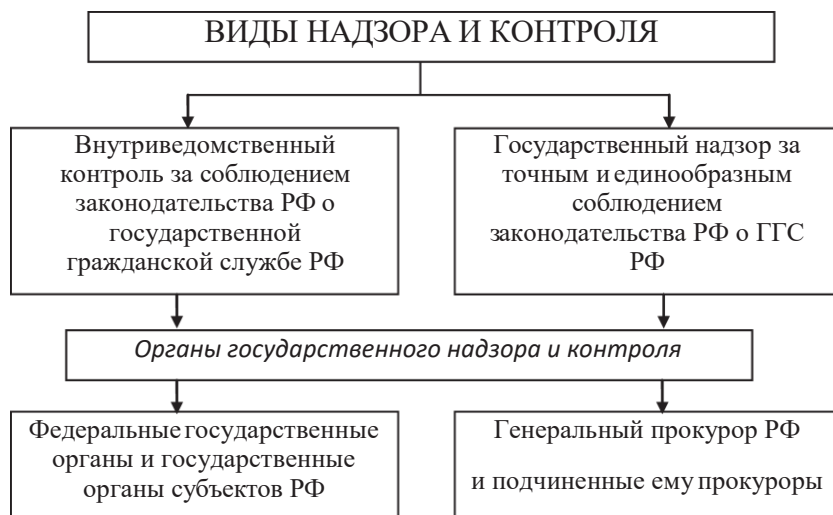 ВИДЫ НАДЗОРА И КОНТРОЛЯ
Внутриведомственный
контроль за соблюдением
законодательства РФ о
государственной
гражданской службе РФ
Государственный надзор за
точным и единообразным
соблюдением
законодательства РФ о ГГС
РФ
Органы государственного надзора и контроля
Федеральные государственные
органы и государственные
органы субъектов РФ
Генеральный прокурор РФ
и подчиненные ему прокуроры